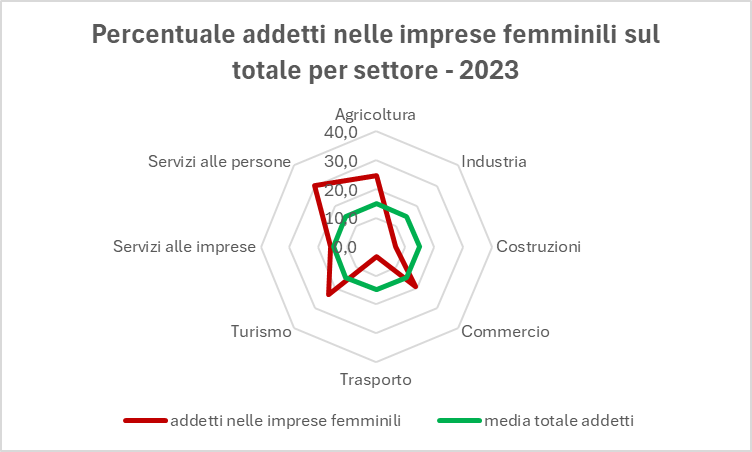 Percentuale addetti nelle imprese femminili sul
totale per settore - 2023
Agricoltura
40,0
Servizi alle persone
30,0
Industria
20,0
10,0
Servizi alle imprese
0,0
Costruzioni
Turismo
Commercio
Trasporto
addetti nelle imprese femminili
media totale addetti